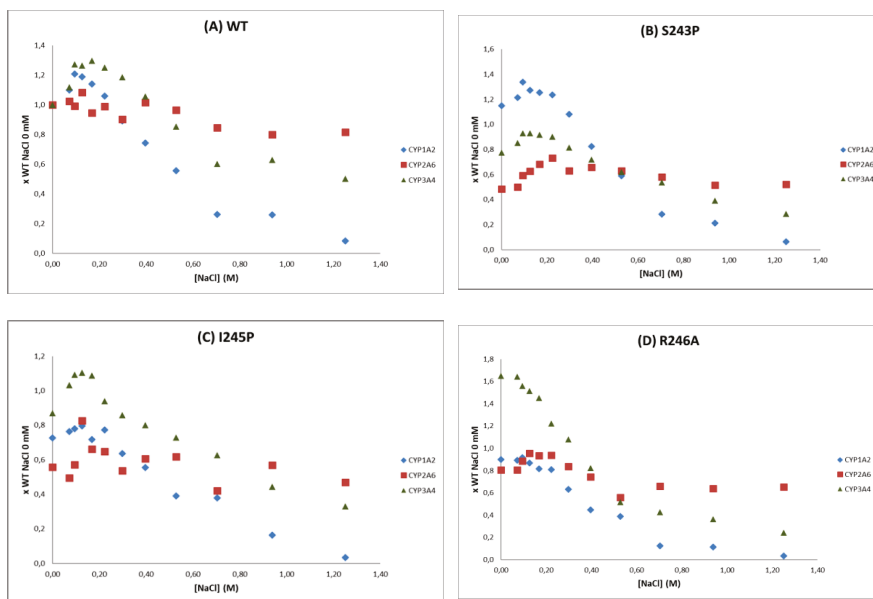 (A) WT
x WT NaCl 0 mM
1,4
1,2
1,0
0,8
0,6
0,4
0,2
0,0
0,00
0,20
0,40
0,60
0,80
1,00
1,20
1,40
[NaCl] (M)
CYP1A2
CYP2A6
CYP3A4
(B) S243P
x WT NaCl 0 mM
1,6
1,4
1,2
1,0
0,8
0,6
0,4
0,2
0,0
0,00
0,20
0,40
0,60
0,80
1,00
1,20
1,40
[NaCl] (M)
CYP1A2
CYP2A6
CYP3A4
(C) I245P
x WT NaCl 0 mM
1,2
1,0
0,8
0,6
0,4
0,2
0,0
0,00
0,20
0,40
0,60
0,80
1,00
1,20
1,40
[NaCl] (M)
CYP1A2
CYP2A6
CYP3A4
(D) R246A
x WT NaCl 0 mM
1,8
1,6
1,4
1,2
1,0
0,8
0,6
0,4
0,2
0,0
0,00
0,20
0,40
0,60
0,80
1,00
1,20
1,40
[NaCl] (M)
CYP1A2
CYP2A6
CYP3A4